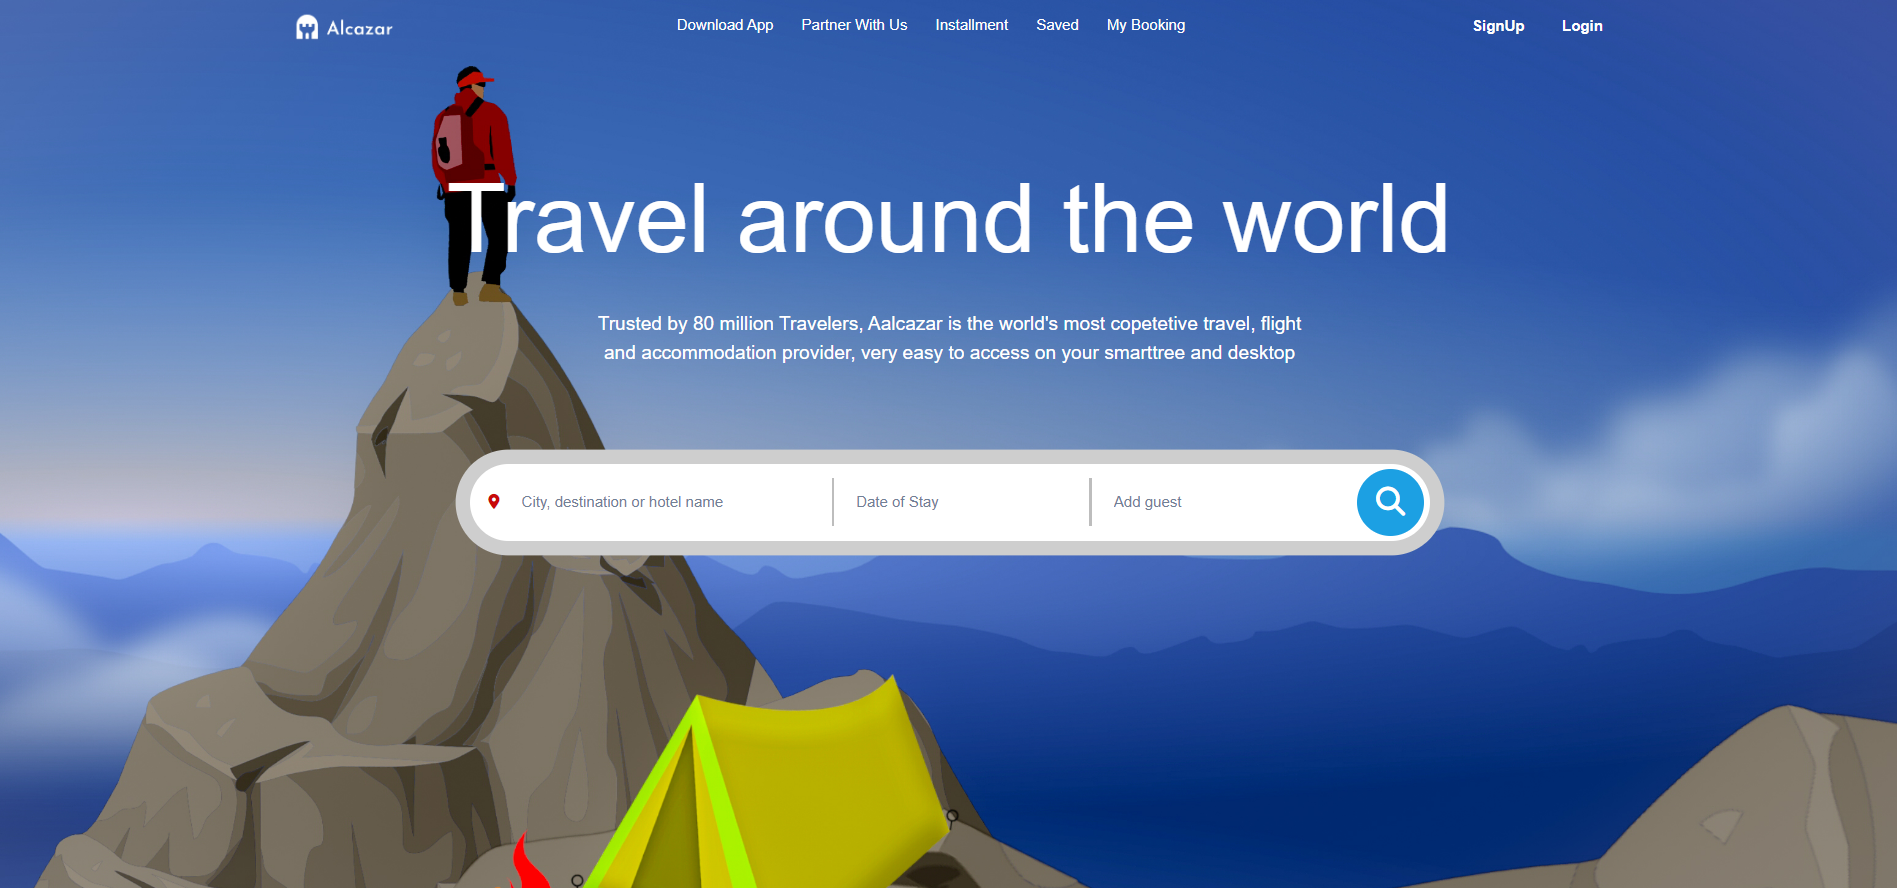 Alcazar
Download App
Partner With Us
Installment
Saved
My Booking
SignUp
Login
Travel around the world
Trusted by 80 million Travelers, Aalcazar is the world's most copetetive travel, flight
and accommodation provider, very easy to access on your smarttree and desktop
City, destination or hotel name
Date of Stay
Add guest